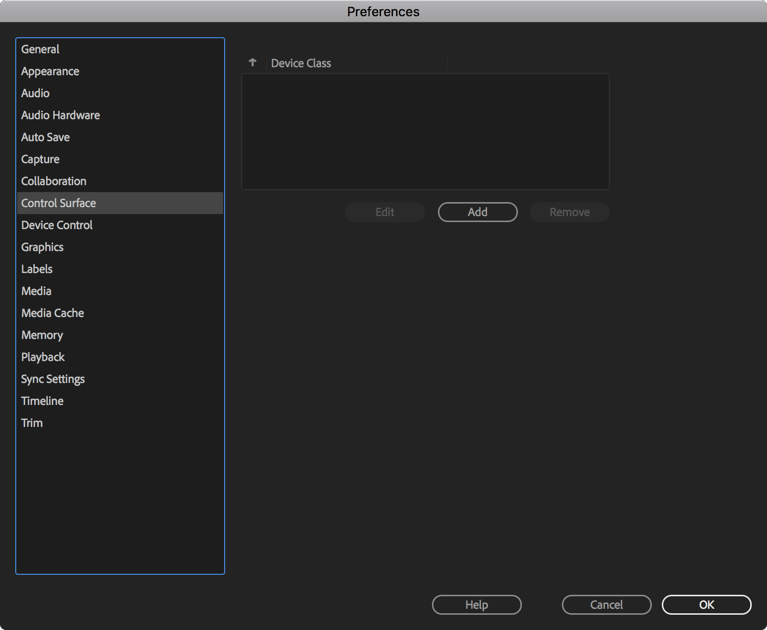 Preferences
General
Appearance
Audio
Audio Hardware
Auto Save
Capture
Collaboration
Control Surface
Device Control
Graphics
Labels
Media
Media Cache
Memory
Playback
Sync Settings
Timeline
Trim
Device Class
Edit
Add
Remove
Help
Cancel
OK